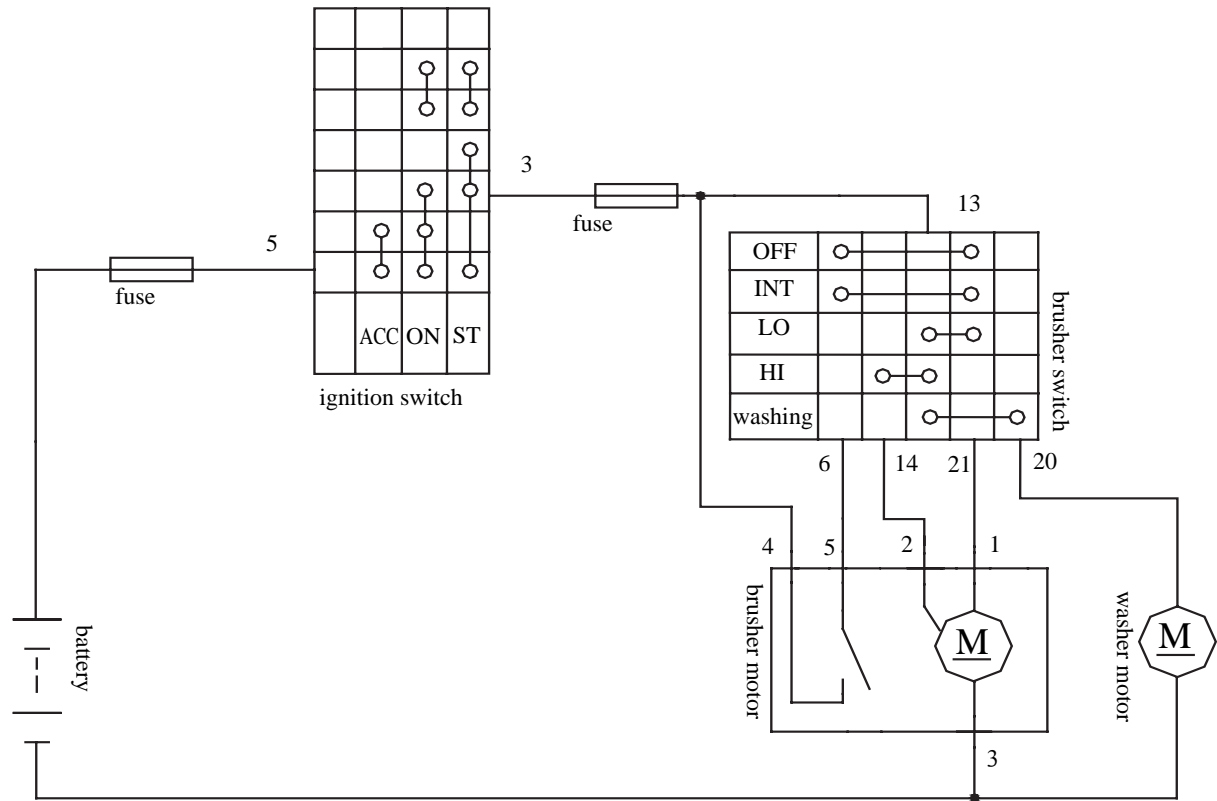 3
fuse
13
5
fuse
OFF
INT
LO
HI
washing
brusher switch
ACC ON ST
ignition switch
6 14 21 20
4 5 2 1
battery
brusher motor
M
M
washer motor
3